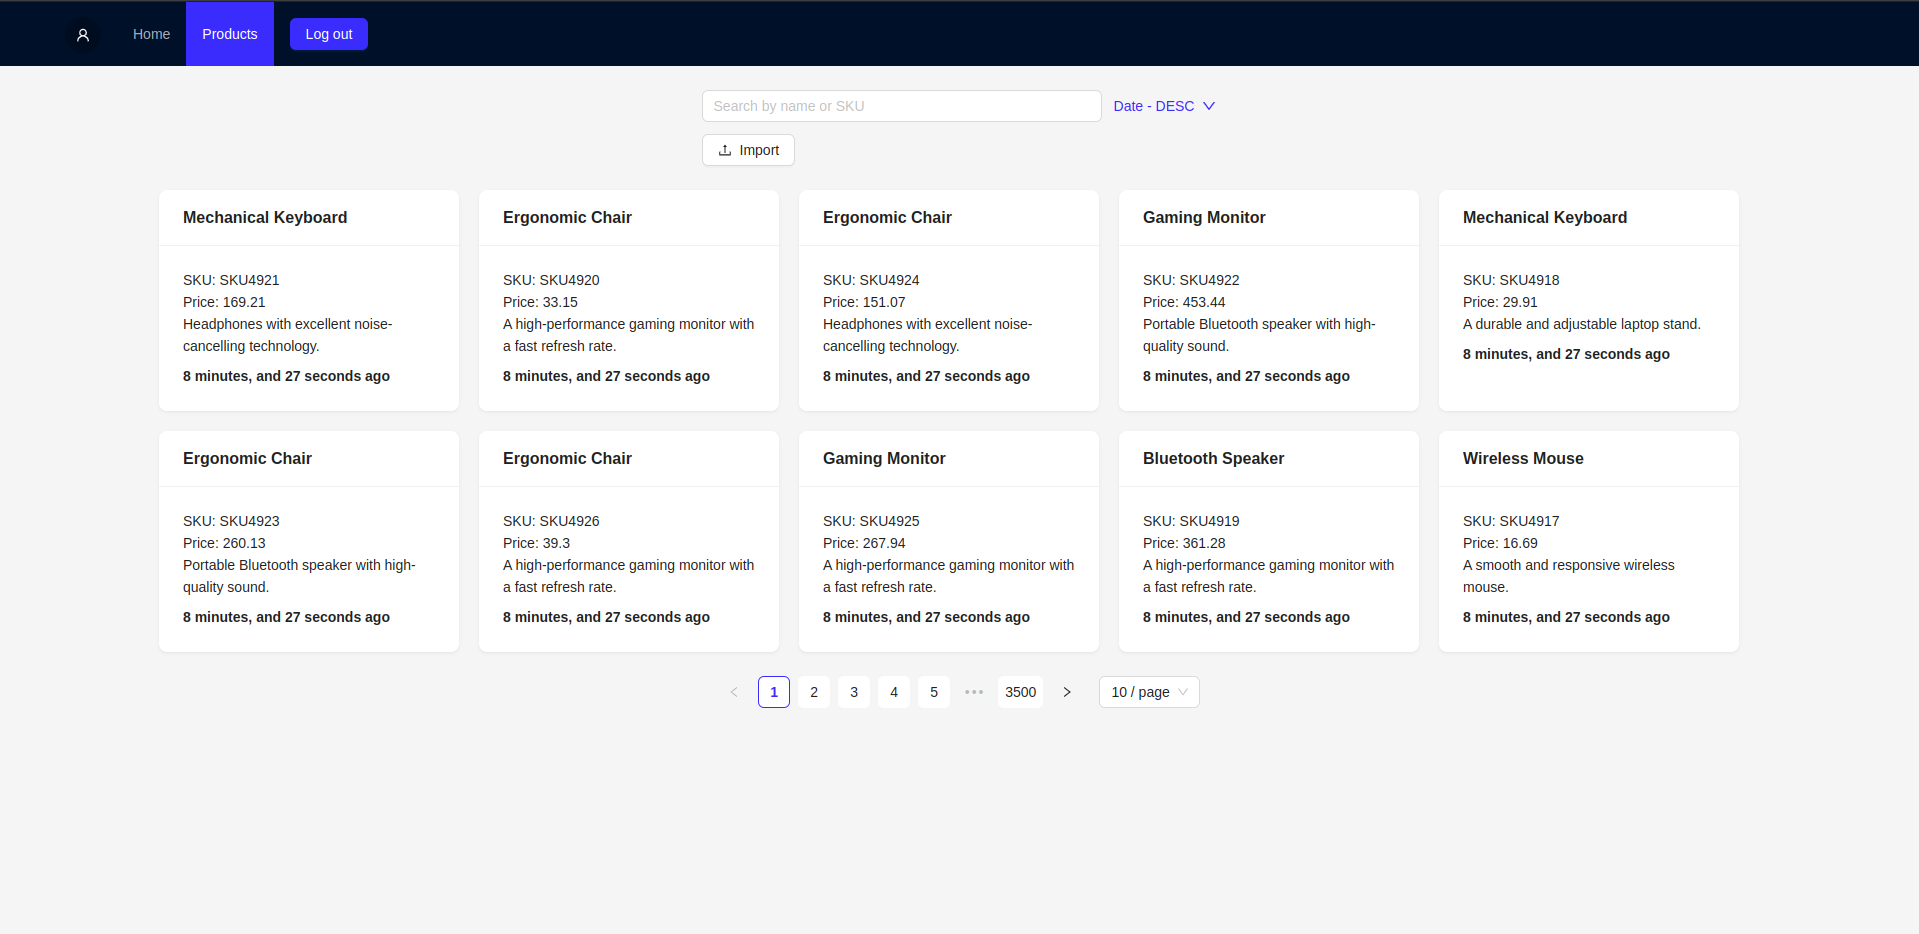 Home
Products
Log out
Search by name or SKU
Date - DESC
Import
Mechanical Keyboard
SKU: SKU4921
Price: 169.21
Headphones with excellent noise-
cancelling technology.
8 minutes, and 27 seconds ago
Ergonomic Chair
SKU: SKU4920
Price: 33.15
A high-performance gaming monitor with
a fast refresh rate.
8 minutes, and 27 seconds ago
Ergonomic Chair
SKU: SKU4924
Price: 151.07
Headphones with excellent noise-
cancelling technology.
8 minutes, and 27 seconds ago
Gaming Monitor
SKU: SKU4922
Price: 453.44
Portable Bluetooth speaker with high-
quality sound.
8 minutes, and 27 seconds ago
Mechanical Keyboard
SKU: SKU4918
Price: 29.91
A durable and adjustable laptop stand.
8 minutes, and 27 seconds ago
Ergonomic Chair
SKU: SKU4923
Price: 260.13
Portable Bluetooth speaker with high-
quality sound.
8 minutes, and 27 seconds ago
Ergonomic Chair
SKU: SKU4926
Price: 39.3
A high-performance gaming monitor with
a fast refresh rate.
8 minutes, and 27 seconds ago
Gaming Monitor
SKU: SKU4925
Price: 267.94
A high-performance gaming monitor with
a fast refresh rate.
8 minutes, and 27 seconds ago
Bluetooth Speaker
SKU: SKU4919
Price: 361.28
A high-performance gaming monitor with
a fast refresh rate.
8 minutes, and 27 seconds ago
Wireless Mouse
SKU: SKU4917
Price: 16.69
A smooth and responsive wireless
mouse.
8 minutes, and 27 seconds ago
1 2 3 4 5 ••• 3500 10 / page